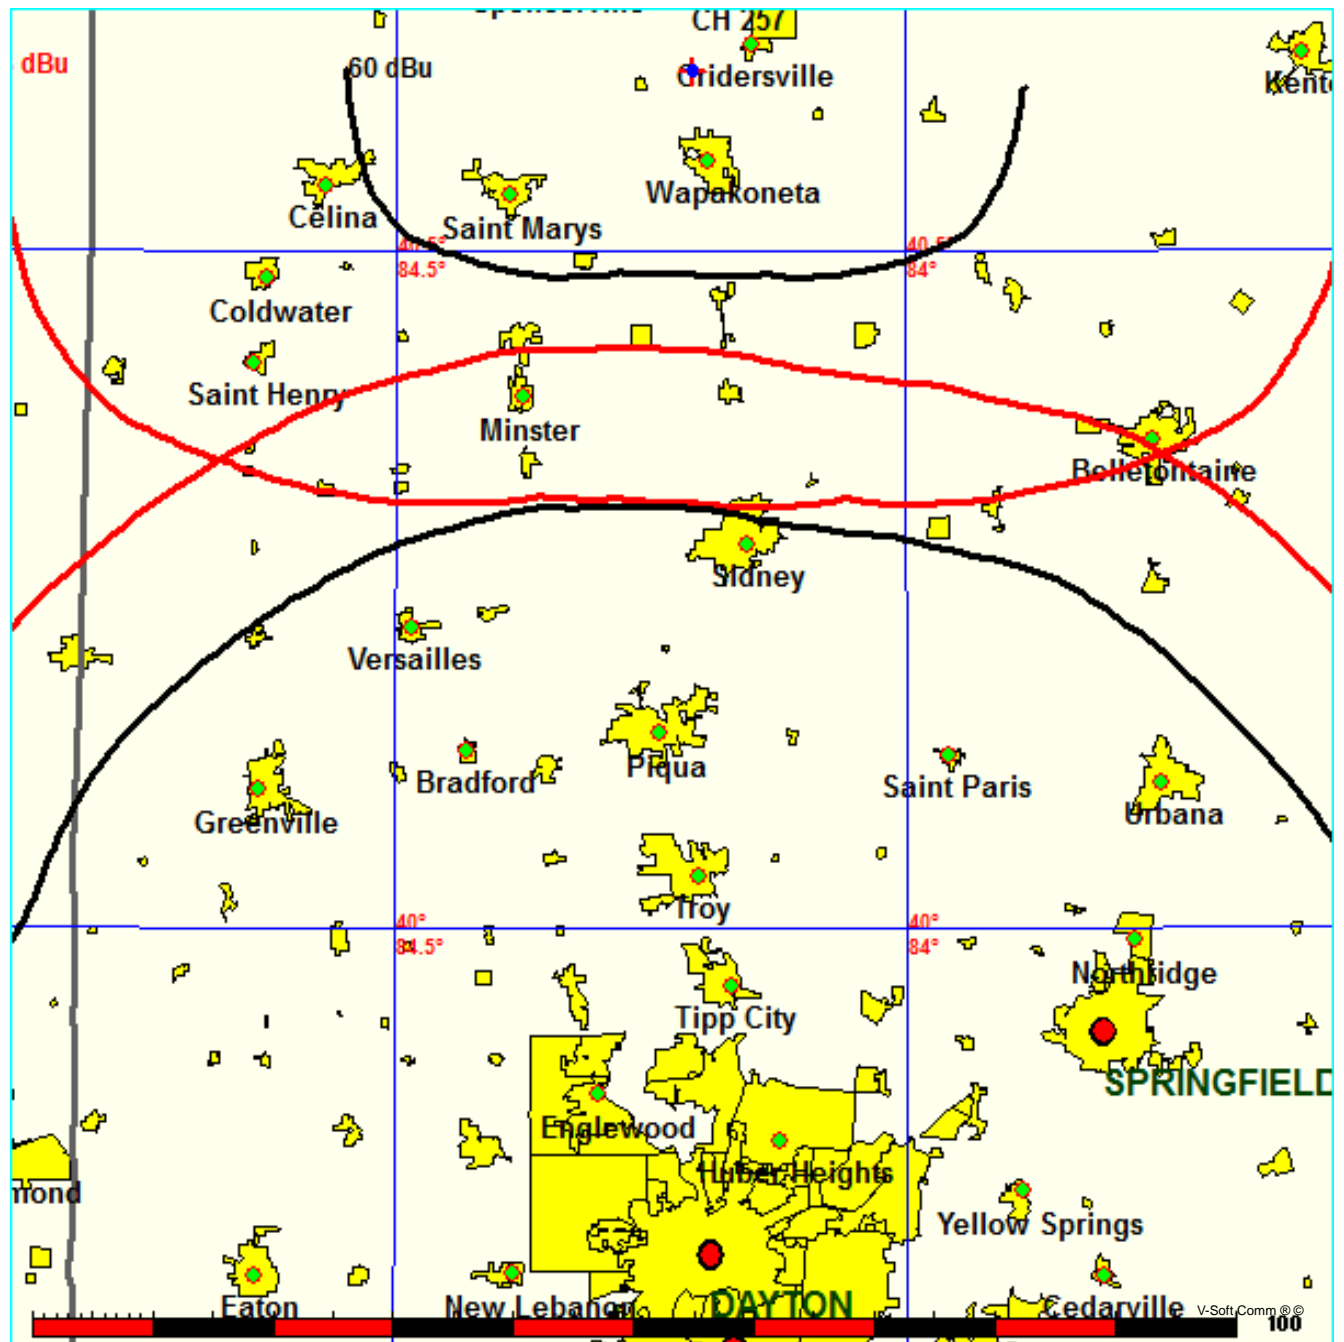 Spencerville
CH 257
dBu
60 dBu
Cridersville
Wapakoneta
Celina
Saint Marys
40.5°
84.5°
40.5°
84°
Coldwater
Saint Henry
Minster
Bellefontaine
Sidney
Versailles
Bradford
Piqua
Saint Paris
Greenville
Urbana
Troy
40°
84.5°
40°
84°
Northridge
Tipp City
SPRINGFIELD
Englewood
Huber Heights
mond
Yellow Springs
Eaton
New Lebanon
DAYTON
Cedarville
V-Soft Comm ® ©
100